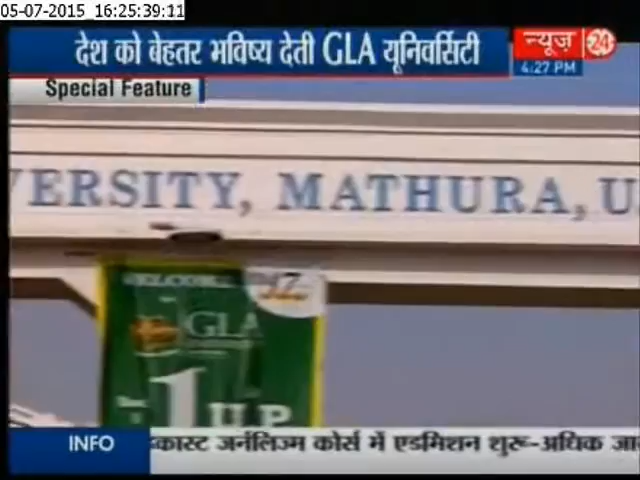 05-07-2015 16:25:39:11
देश को बेहतर भविष्य देती GLA यूनिवर्सिटी
न्यूज़ 24
4:27 PM
Special Feature
VERSITY, MATHURA, U
WELCOME
GLA
1 U.P
INFO
कास्ट जर्नलिज्म कोर्स में एडमिशन शुरू-अधिक जा